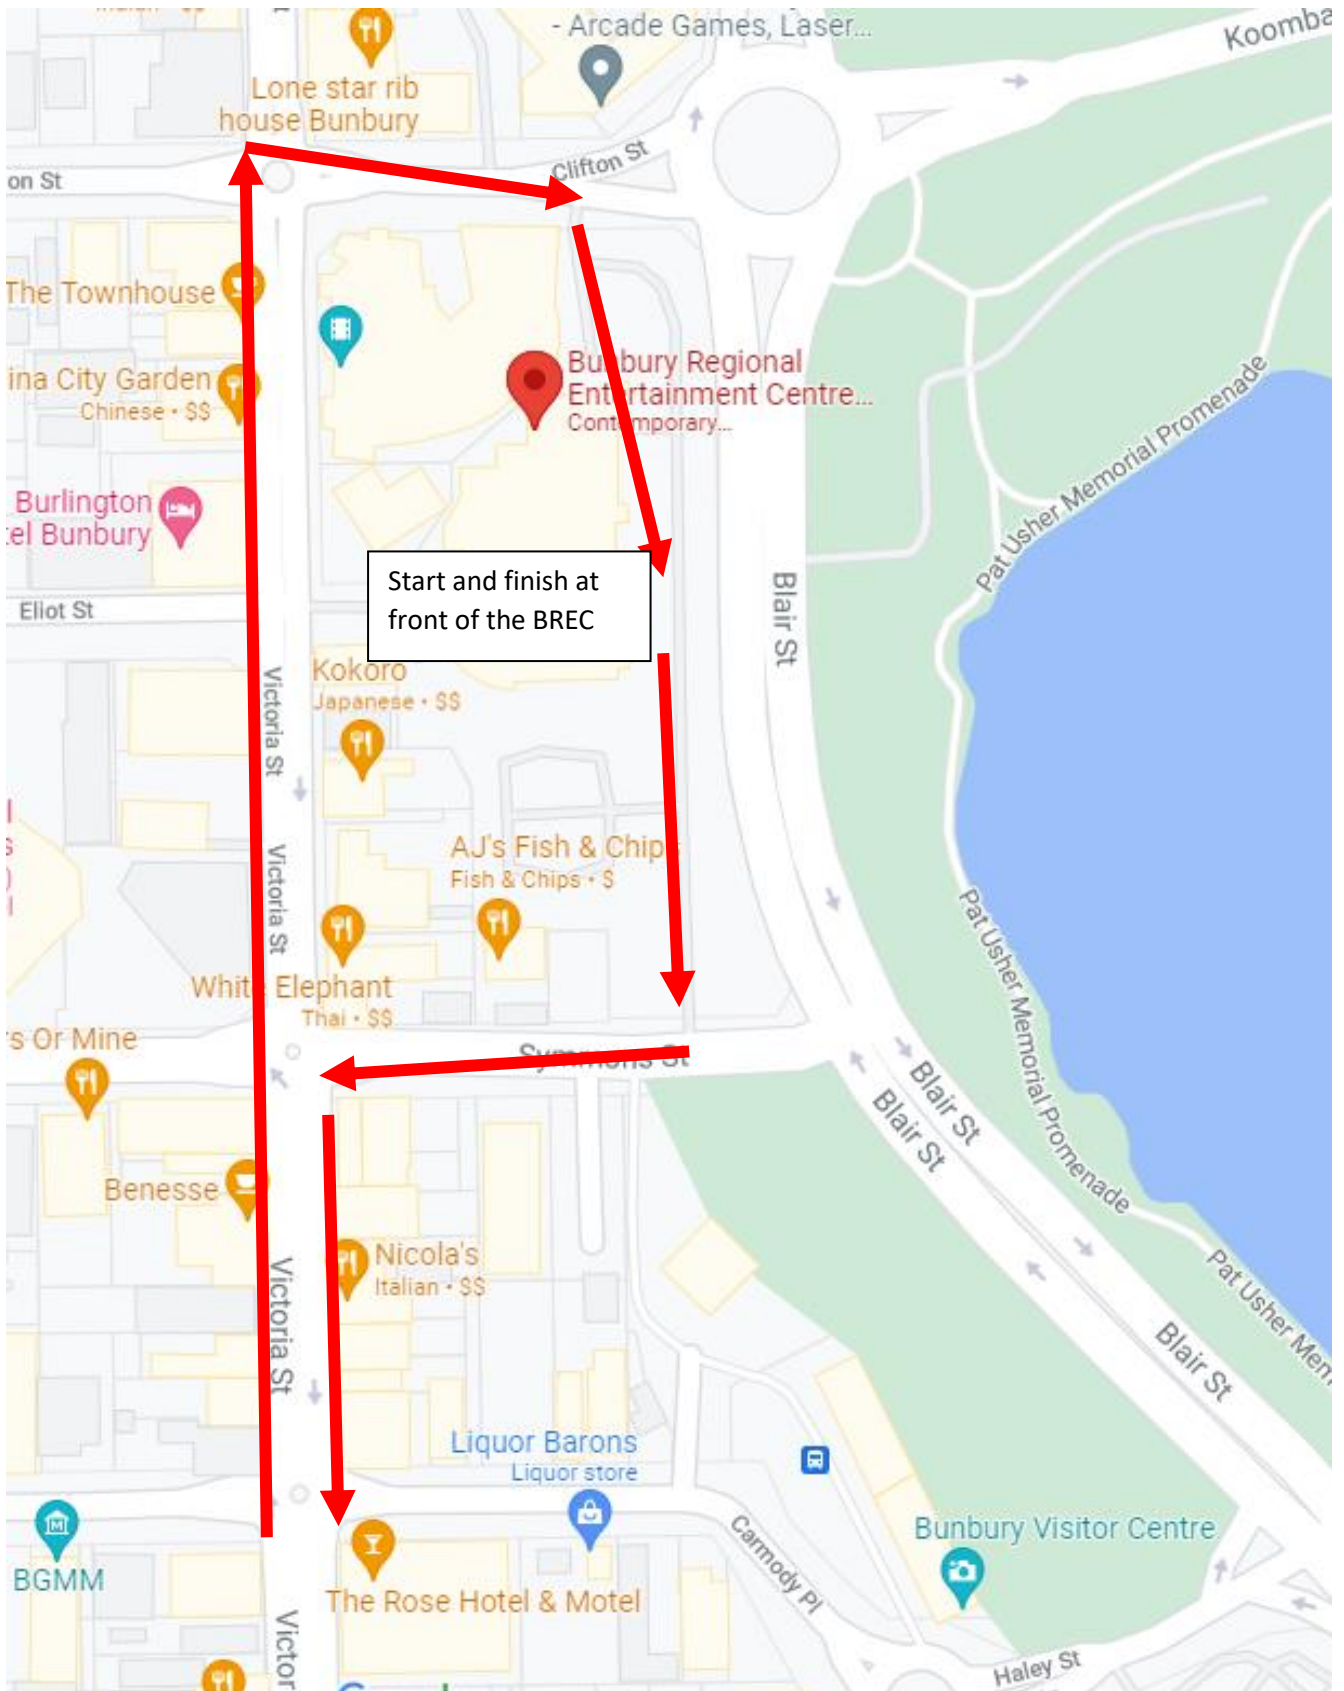 - Arcade Games, Laser...
Koomba
Lone star rib
house Bunbury
Clifton St
on St
The Townhouse
ina City Garden
Chinese • $$
Bunbury Regional
Entertainment Centre...
Contemporary...
Pat Usher Memorial Promenade
Burlington
el Bunbury
Start and finish at
front of the BREC
Blair St
Eliot St
Kokoro
Japanese • $$
Victoria St
Victoria St
AJ's Fish & Chips
Fish & Chips • $
White Elephant
Thai • $$
Pat Usher Memorial Promenade
s Or Mine
Symmons St
Blair St
Blair St
Benesse
Nicola's
Italian • $$
Victoria St
Pat Usher Mem
Blair St
Liquor Barons
Liquor store
BGMM
Carmody Pl
Bunbury Visitor Centre
The Rose Hotel & Motel
Victor
Haley St